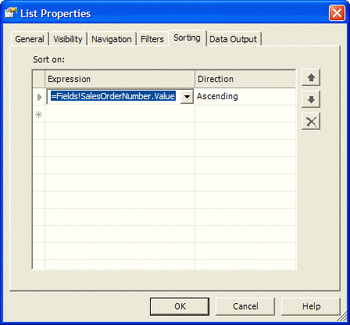 List Properties
General Visibility Navigation Filters Sorting Data Output
Sort on:
Expression Direction
=Fields!SalesOrderNumber.Value Ascending
OK Cancel Help